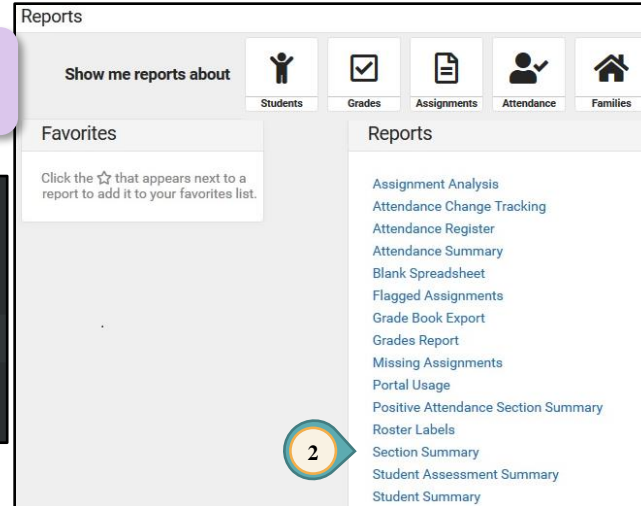 Reports
Show me reports about
Students
Grades
Assignments
Attendance
Families
Favorites
Click the ☆ that appears next to a
report to add it to your favorites list.
Reports
Assignment Analysis
Attendance Change Tracking
Attendance Register
Attendance Summary
Blank Spreadsheet
Flagged Assignments
Grade Book Export
Grades Report
Missing Assignments
Portal Usage
Positive Attendance Section Summary
Roster Labels
2
Section Summary
Student Assessment Summary
Student Summary